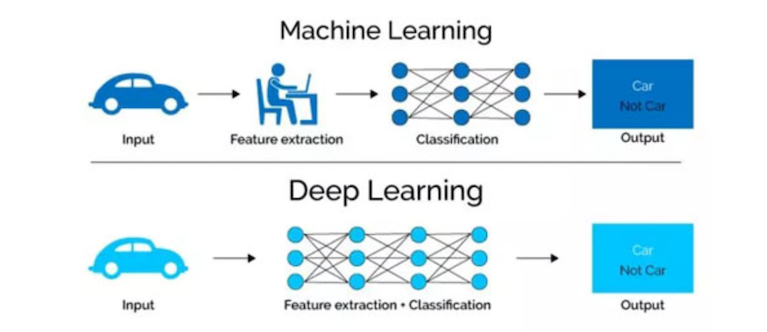 Machine Learning
Car
Not Car
Input
Feature extraction
Classification
Output
Deep Learning
Car
Not Car
Input
Feature extraction + Classification
Output